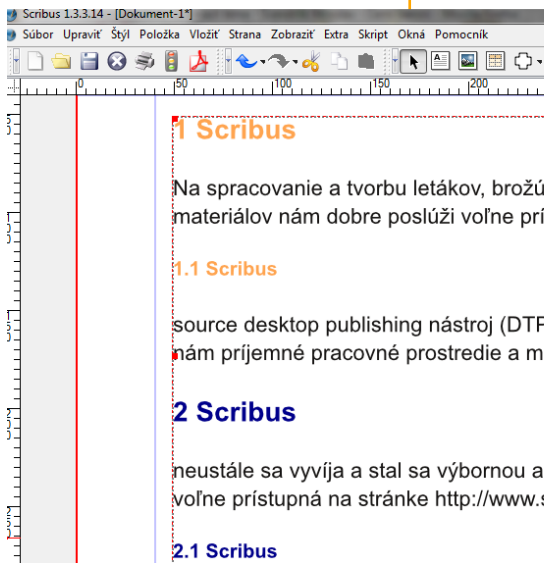 Scribus 1.3.3.14 - [Dokument-1*]
Súbor Upraviť Štýl Položka Vložiť Strana Zobraziť Extra Skript Okná Pomocník
0 50 100 150 200
1 Scribus
Na spracovanie a tvorbu letákov, brožú
materiálov nám dobre poslúži voľne prí
1.1 Scribus
source desktop publishing nástroj (DTP
nám príjemné pracovné prostredie a m
2 Scribus
neustále sa vyvíja a stal sa výbornou a
voľne prístupná na stránke http://www.s
2.1 Scribus